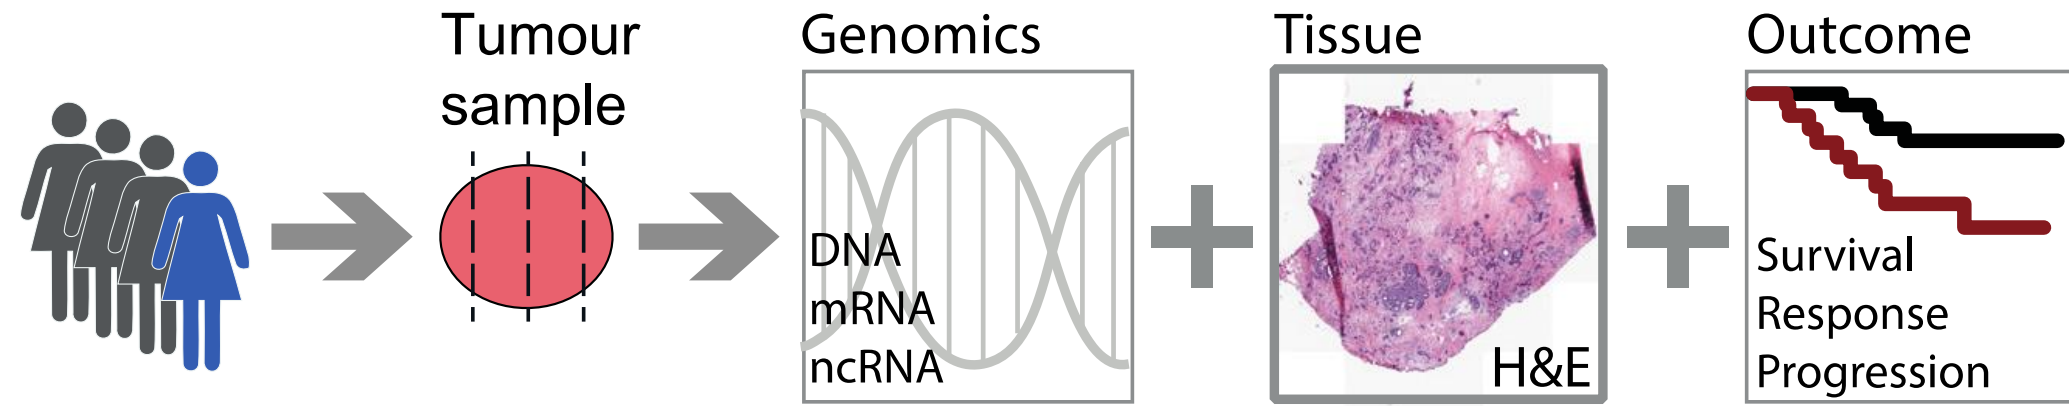 Tumour
sample
Genomics
DNA
mRNA
ncRNA
Tissue
H&E
Outcome
Survival
Response
Progression